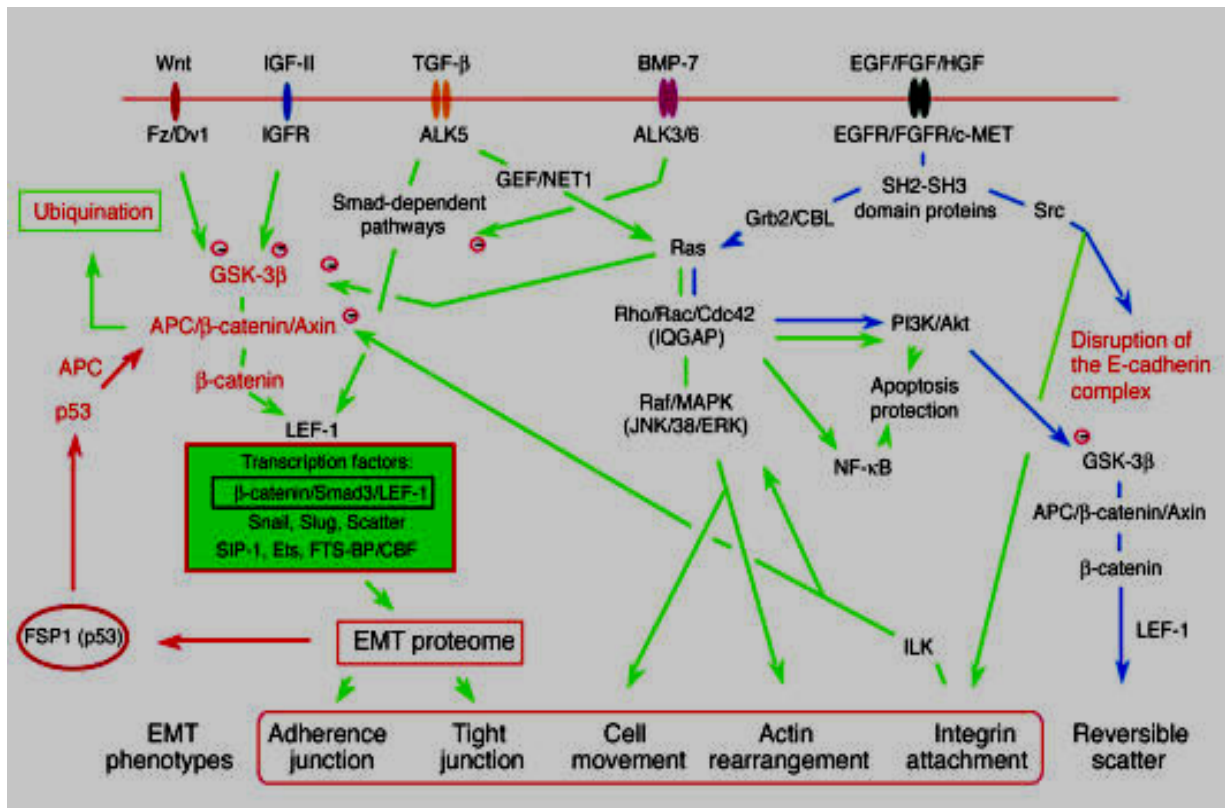 Wnt
IGF-II
TGF-β
BMP-7
EGF/FGF/HGF
Fz/Dv1
IGFR
ALK5
ALK3/6
EGFR/FGFR/c-MET
GEF/NET1
SH2-SH3
domain proteins
Ubiquination
Smad-dependent
pathways
Grb2/CBL
Src
Ras
GSK-3β
APC/β-catenin/Axin
Rho/Rac/Cdc42
(IQGAP)
PI3K/Akt
Disruption of
the E-cadherin
complex
APC
β-catenin
Apoptosis
protection
p53
Raf/MAPK
(JNK/38/ERK)
LEF-1
NF-κB
GSK-3β
Transcription factors:
β-catenin/Smad3/LEF-1
Snail, Slug, Scatter
SIP-1, Ets, FTS-BP/CBF
APC/β-catenin/Axin
β-catenin
FSP1 (p53)
EMT proteome
ILK
LEF-1
EMT
phenotypes
Adherence
junction
Tight
junction
Cell
movement
Actin
rearrangement
Integrin
attachment
Reversible
scatter